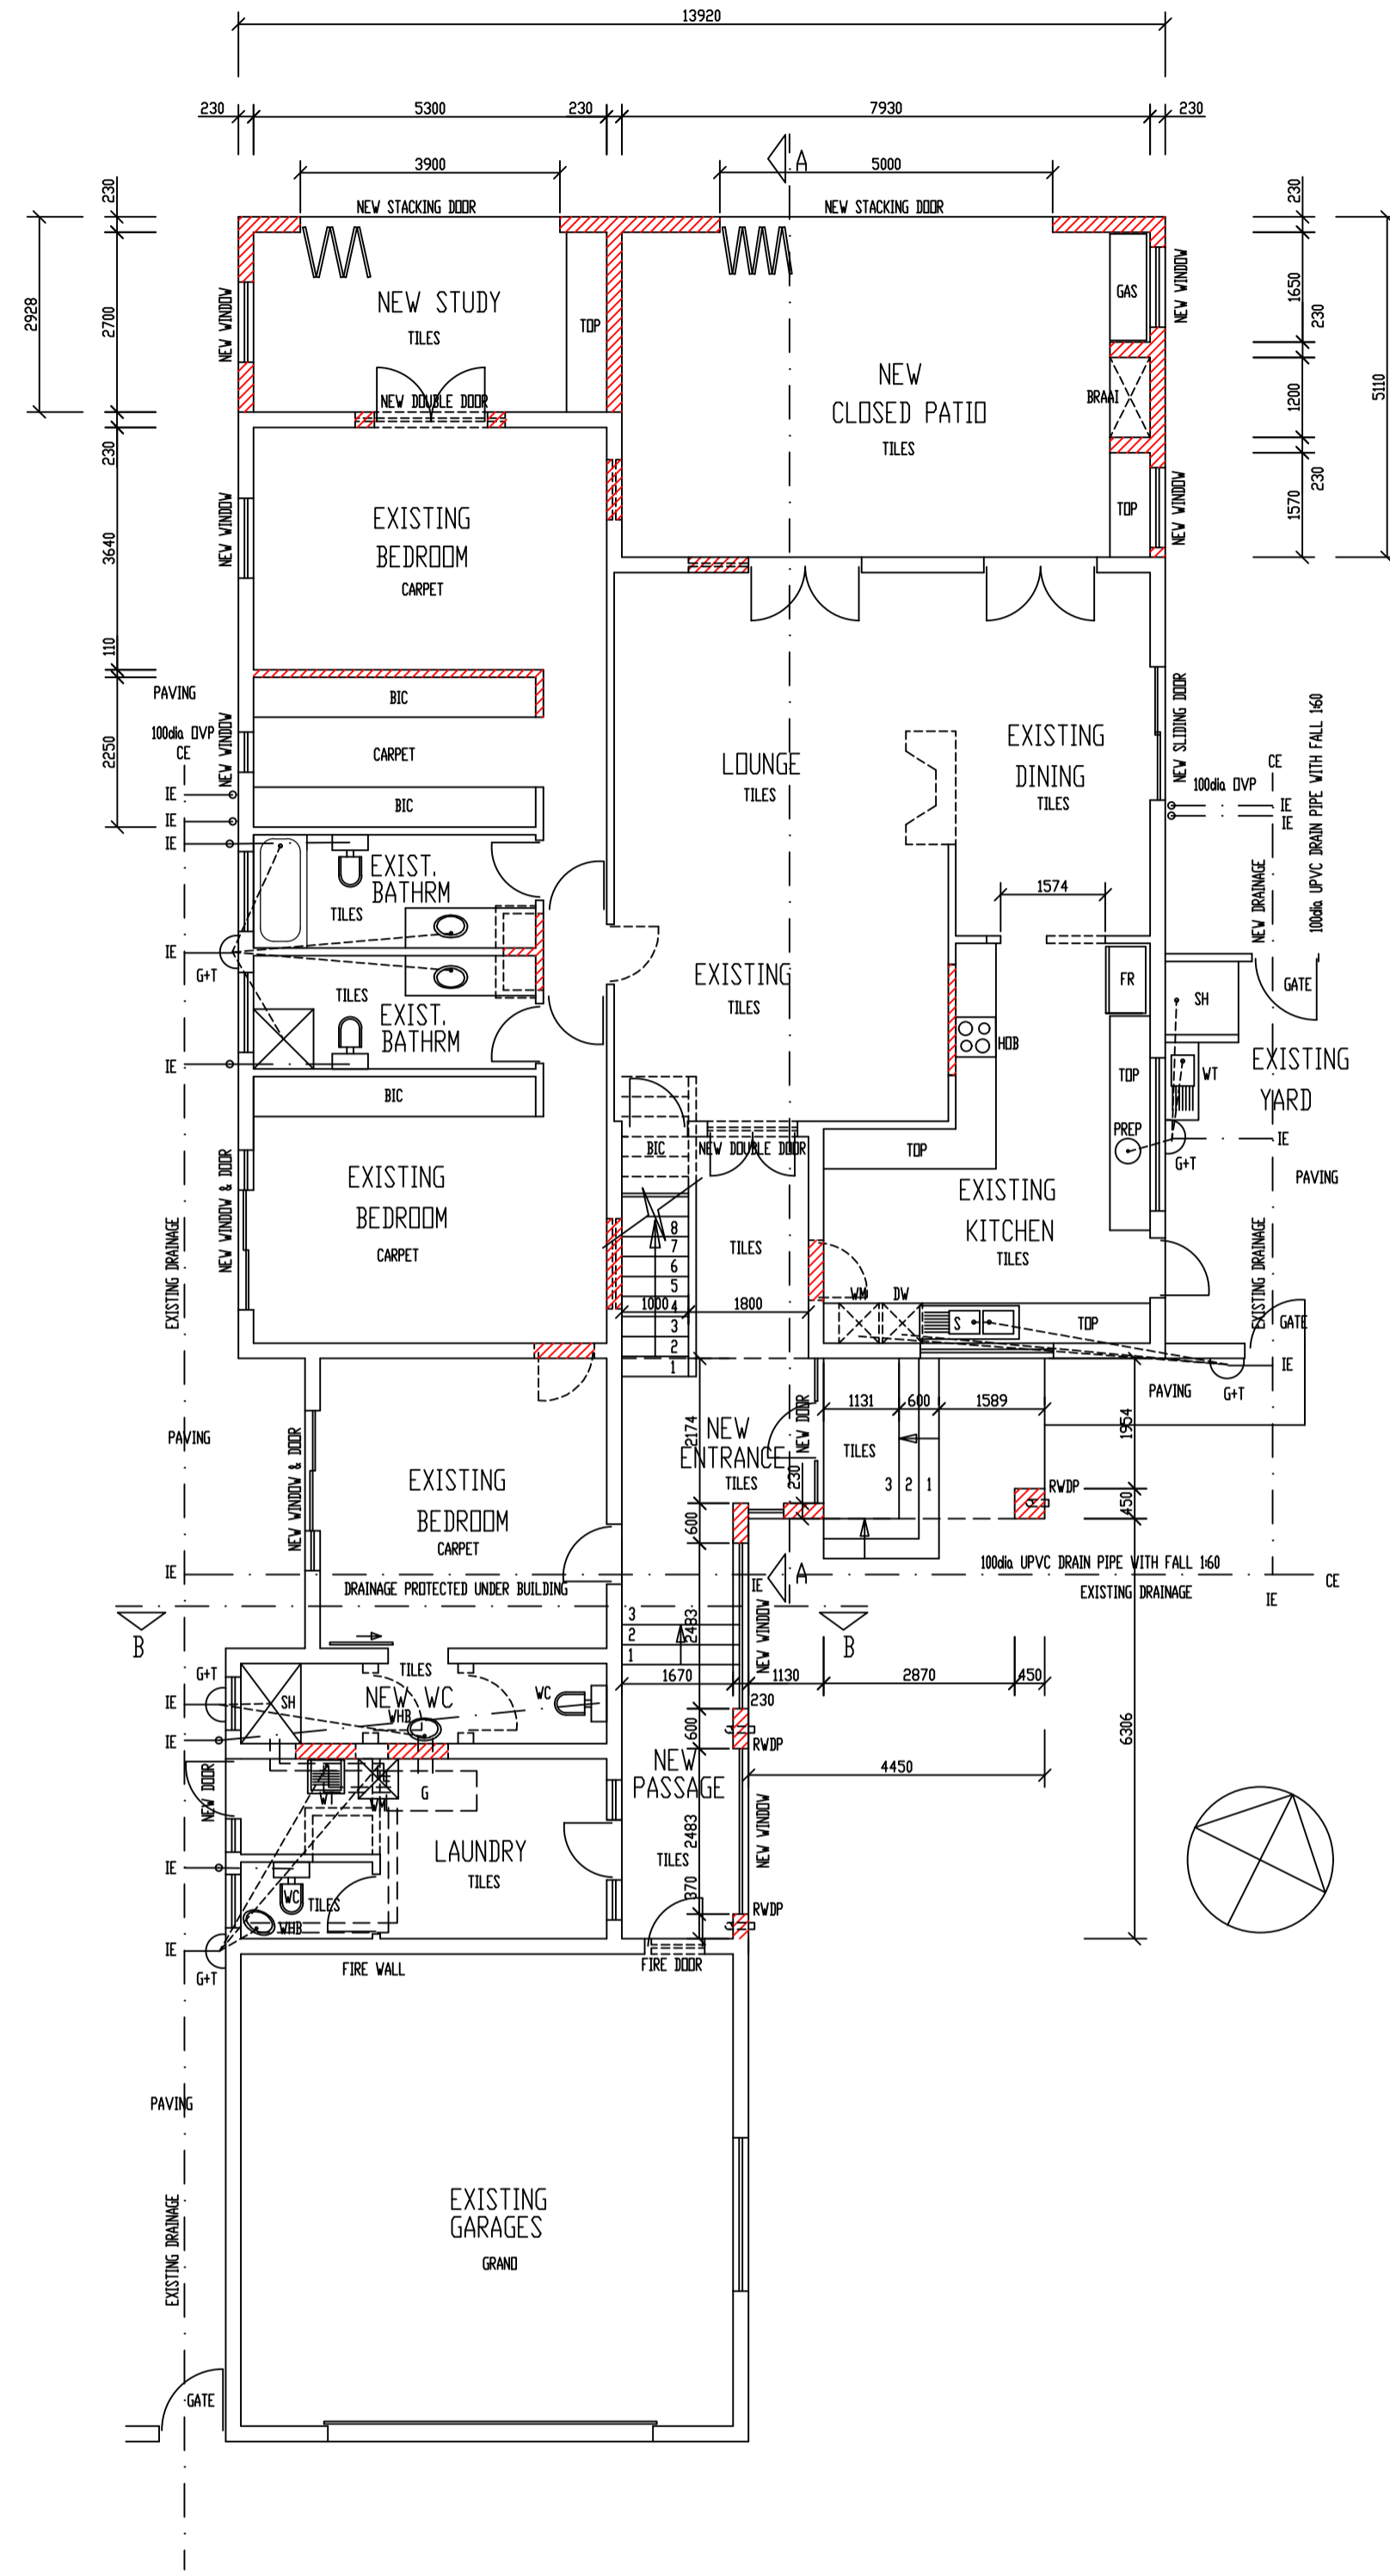 13920
230
5300
230
7930
230
3900
A
5000
NEW STACKING DOOR
NEW STACKING DOOR
230
2928
2700
230
3640
110
2250
230
1650
230
1200
230
1570
5110
NEW WINDOW
NEW STUDY
TILES
TOP
NEW DOUBLE DOOR
NEW
CLOSED PATIO
TILES
GAS
BRAAI
TOP
NEW WINDOW
NEW WINDOW
NEW WINDOW
EXISTING
BEDROOM
CARPET
PAVING
100dia OVP
CE
NEW WINDOW
BIC
CARPET
BIC
IE
IE
IE
LOUNGE
TILES
EXISTING
DINING
TILES
NEW SLIDING DOOR
100dia OVP
CE
IE
IE
100dia UPVC DRAIN PIPE WITH FALL 1:60
NEW DRAINAGE
EXIST.
BATHRM
TILES
IE
G+T
TILES
EXIST.
BATHRM
IE
BIC
EXISTING
TILES
1574
FR
HOB
TOP
PREP
SH
GATE
WT
EXISTING
YARD
IE
G+T
PAVING
EXISTING
BEDROOM
CARPET
NEW WINDOW & DOOR
EXISTING DRAINAGE
BIC
NEW DOUBLE DOOR
TOP
EXISTING
KITCHEN
TILES
TILES
8
7
6
5
4
3
2
1
1000
1800
WM
DW
S
TOP
EXISTING DRAINAGE
GATE
IE
G+T
PAVING
PAVING
NEW WINDOW & DOOR
EXISTING
BEDROOM
CARPET
2174
NEW
ENTRANCE
TILES
230
NEW DOOR
1131
600
1589
TILES
3 2 1
1954
450
RWDP
600
A
100dia UPVC DRAIN PIPE WITH FALL 1:60
EXISTING DRAINAGE
CE
IE
IE
DRAINAGE PROTECTED UNDER BUILDING
IE
B
3
2
1
2483
NEW WINDOW
B
1670
1130
2870
450
230
G+T
IE
IE
SH
TILES
NEW WC
WHB
WC
600
RWDP
4450
6306
NEW
PASSAGE
NEW DOOR
WT
WM
G
LAUNDRY
TILES
2483
NEW WINDOW
TILES
370
RWDP
IE
WC
TILES
WHB
IE
G+T
FIRE WALL
FIRE DOOR
PAVING
EXISTING DRAINAGE
EXISTING
GARAGES
GRANO
GATE